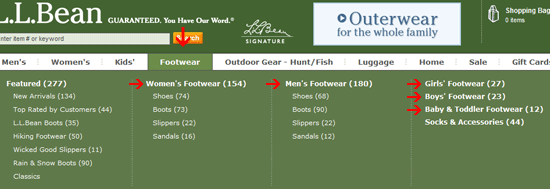 L.L.Bean GUARANTEED. You Have Our Word.®
Enter item # or keyword
L.L.Bean
SIGNATURE
Outerwear
for the whole family
Shopping Bag
0 items
Men's Women's Kids' Footwear Outdoor Gear - Hunt/Fish Luggage Home Sale Gift Cards
Featured (277)
New Arrivals (134)
Top Rated by Customers (44)
L.L.Bean Boots (35)
Hiking Footwear (50)
Wicked Good Slippers (11)
Rain & Snow Boots (90)
Classics
Women's Footwear (154)
Shoes (74)
Boots (73)
Slippers (22)
Sandals (16)
Men's Footwear (180)
Shoes (68)
Boots (90)
Slippers (22)
Sandals (12)
Girls' Footwear (27)
Boys' Footwear (23)
Baby & Toddler Footwear (12)
Socks & Accessories (44)